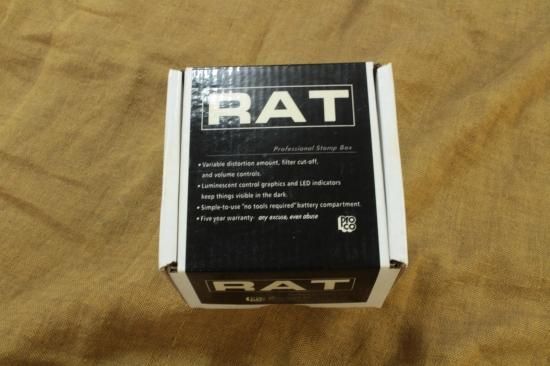 RAT
Professional Stomp Box
• Variable distortion amount, filter cut-off,
and volume controls.
• Luminescent control graphics and LED indicators
keep things visible in the dark.
• Simple-to-use "no tools required" battery compartment.
• Five year warranty- any excuse, even abuse
PRO
CO
RAT